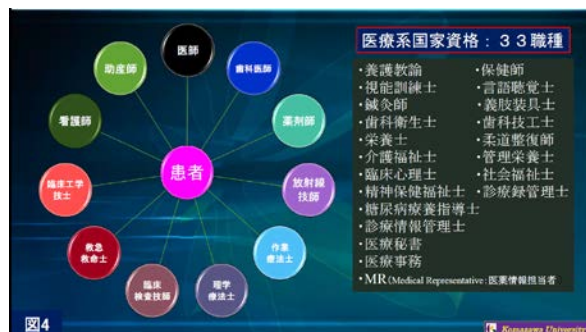 医療系国家資格：３３職種
医師
歯科医師
薬剤師
放射線
技師
作業
療法士
理学
療法士
臨床
検査技師
救急
救命士
臨床工学
技士
看護師
助産師
患者
・養護教諭 ・保健師
・視能訓練士 ・言語聴覚士
・鍼灸師 ・義肢装具士
・歯科衛生士 ・歯科技工士
・栄養士 ・柔道整復師
・介護福祉士 ・管理栄養士
・臨床心理士 ・社会福祉士
・精神保健福祉士 ・診療録管理士
・糖尿病療養指導士
・診療情報管理士
・医療秘書
・医療事務
・MR（Medical Representative：医薬情報担当者
図4
Komazawa University